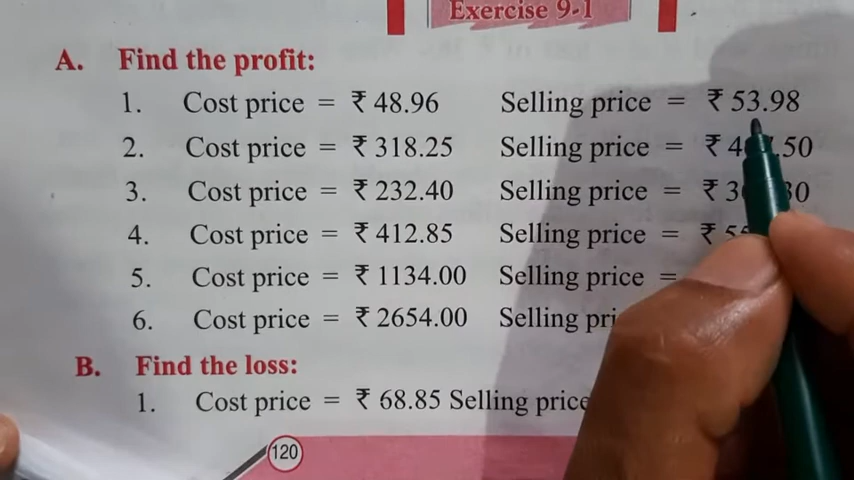 Exercise 9-1
A. Find the profit:
1. Cost price = ₹ 48.96 Selling price = ₹ 53.98
2. Cost price = ₹ 318.25 Selling price = ₹
3. Cost price = ₹ 232.40 Selling price = ₹
4. Cost price = ₹ 412.85 Selling price = ₹
5. Cost price = ₹ 1134.00 Selling price =
6. Cost price = ₹ 2654.00 Selling
B. Find the loss:
1. Cost price = ₹ 68.85 Selling price
120